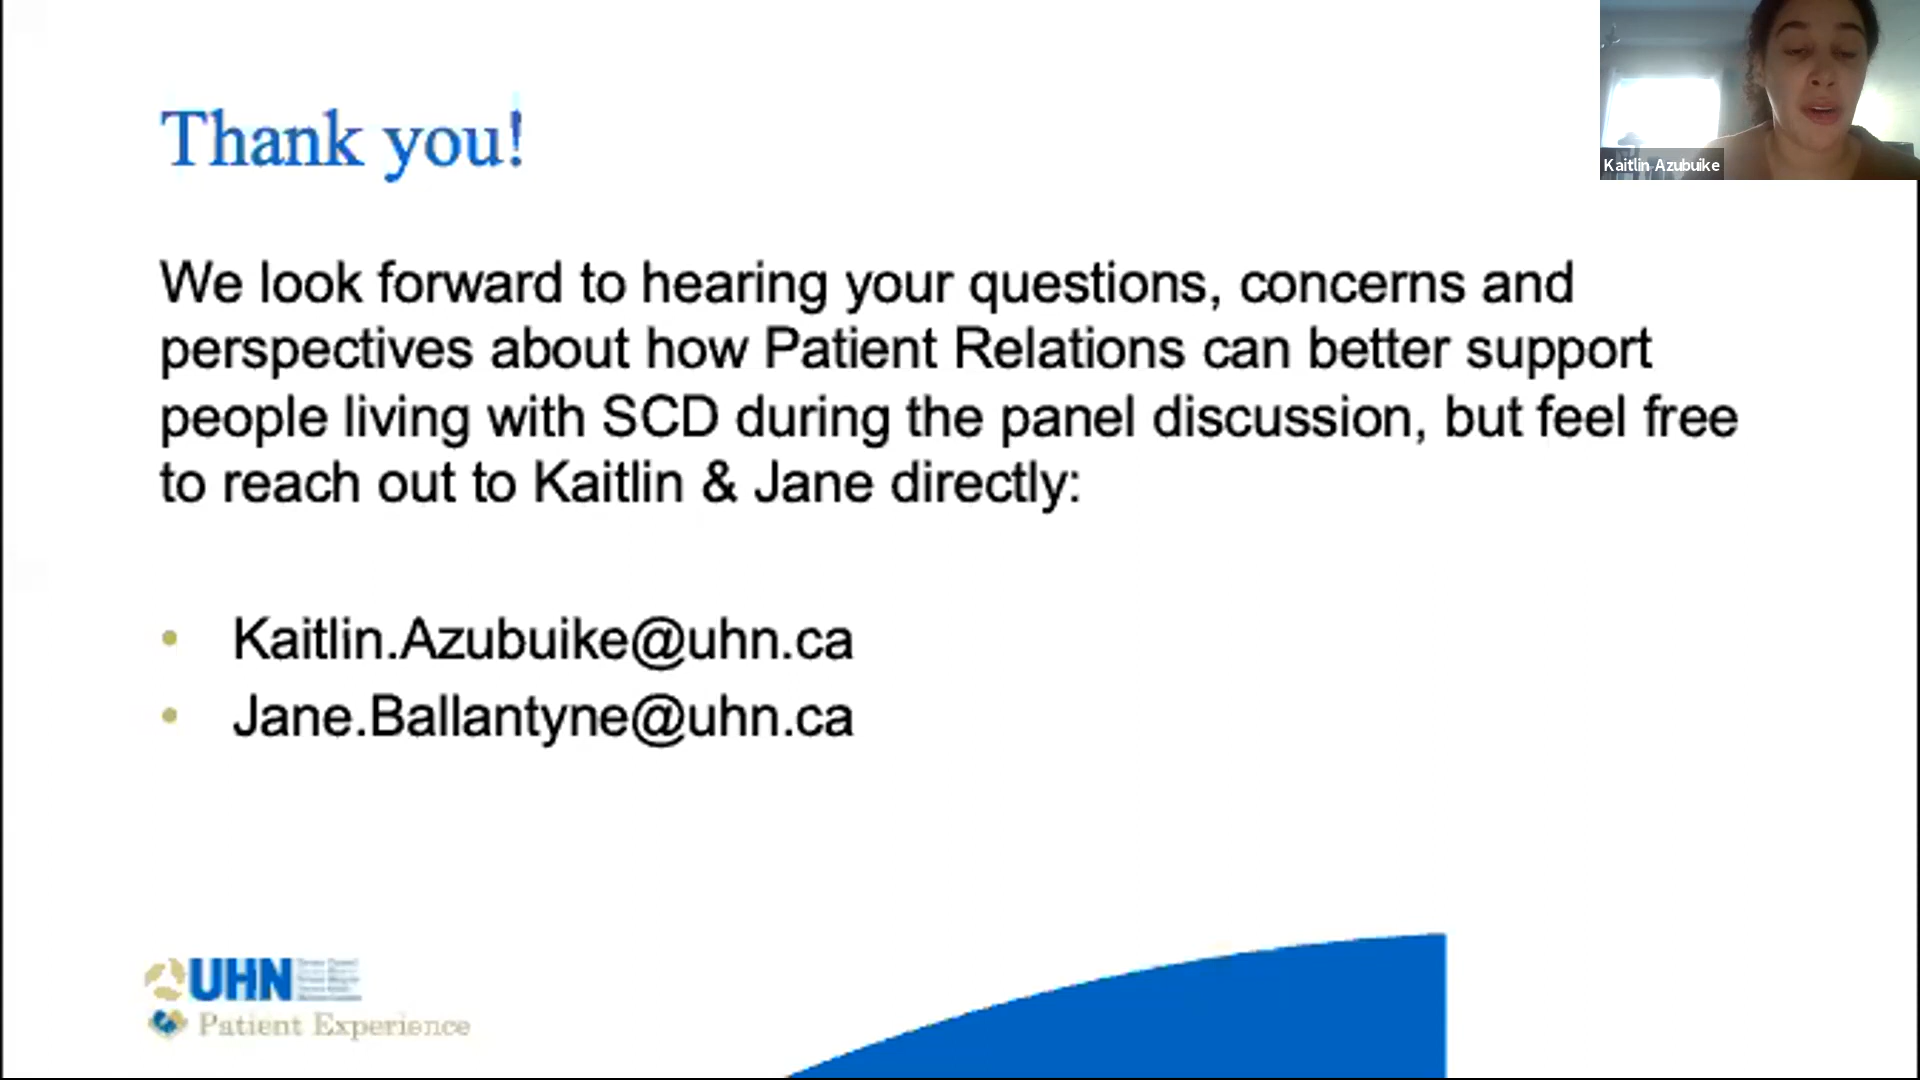 Thank you!
Kaitlin Azubuike
We look forward to hearing your questions, concerns and
perspectives about how Patient Relations can better support
people living with SCD during the panel discussion, but feel free
to reach out to Kaitlin & Jane directly:
• Kaitlin.Azubuike@uhn.ca
• Jane.Ballantyne@uhn.ca
UHN
Patient Experience